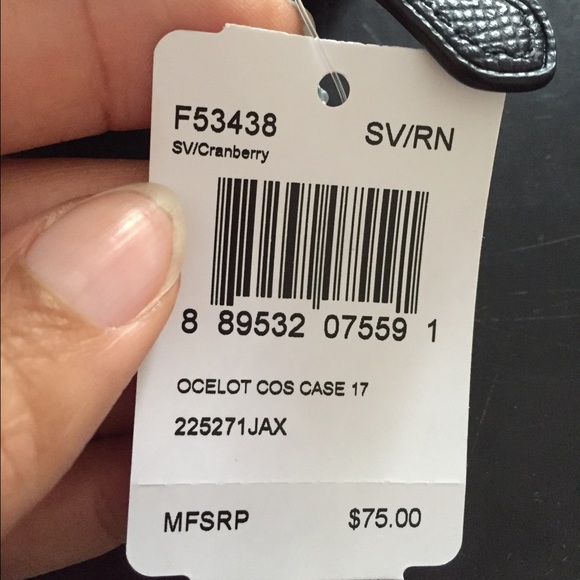 F53438 SV/RN
SV/Cranberry
8 89532 07559 1
OCELOT COS CASE 17
225271JAX
MFSRP $75.00